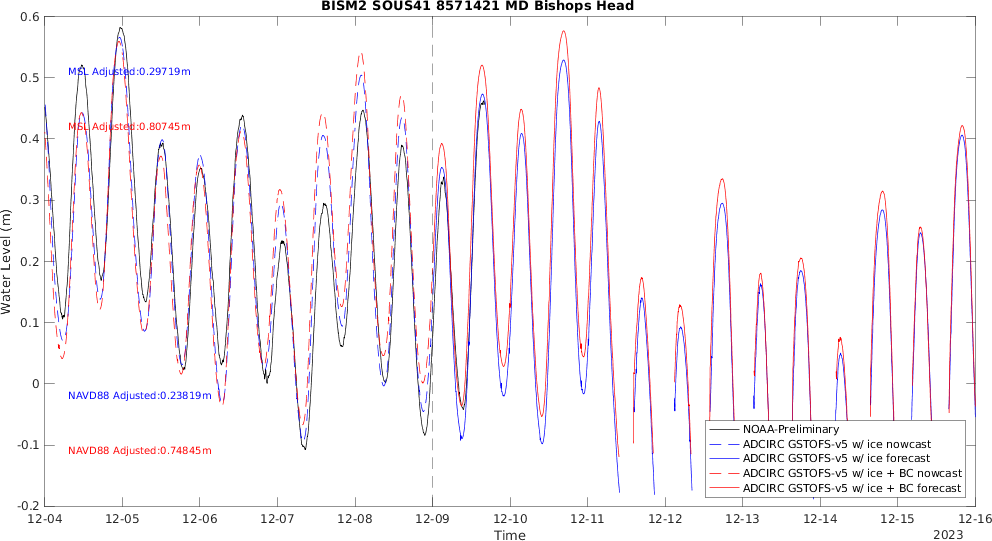 BISM2 SOUS41 8571421 MD Bishops Head
0.6
0.5
0.4
0.3
0.2
0.1
0
-0.1
-0.2
Water Level (m)
MSL Adjusted:0.29719m
MSL Adjusted:0.80745m
NAVD88 Adjusted:0.23819m
NAVD88 Adjusted:0.74845m
NOAA-Preliminary
ADCIRC GSTOFS-v5 w/ ice nowcast
ADCIRC GSTOFS-v5 w/ ice forecast
ADCIRC GSTOFS-v5 w/ ice + BC nowcast
ADCIRC GSTOFS-v5 w/ ice + BC forecast
12-04 12-05 12-06 12-07 12-08 12-09 12-10 12-11 12-12 12-13 12-14 12-15 12-16
Time
2023